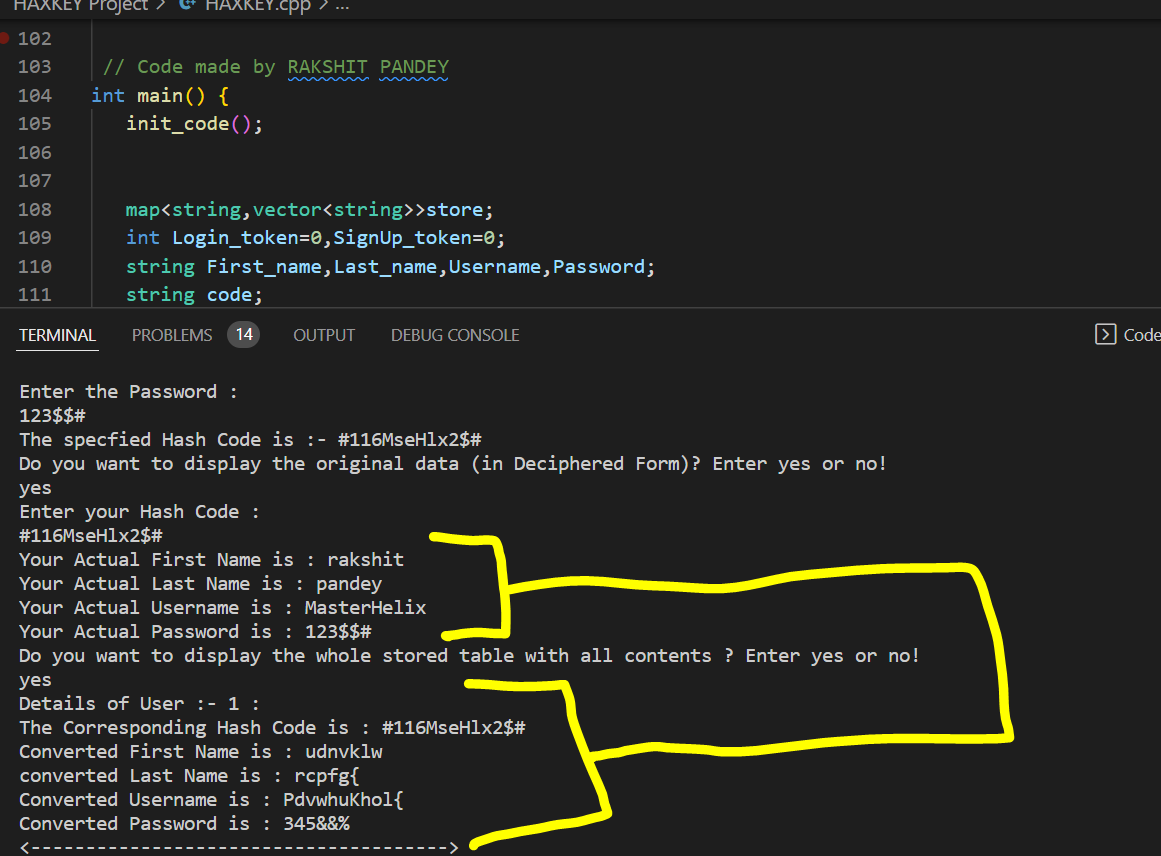 HAXKEY Project > HAXKEY.cpp > ...
102
103 // Code made by RAKSHIT PANDEY
104 int main() {
105 init_code();
106
107
108 map<string,vector<string>>store;
109 int Login_token=0,SignUp_token=0;
110 string First_name,Last_name,Username,Password;
111 string code;
TERMINAL PROBLEMS 14 OUTPUT DEBUG CONSOLE Code
Enter the Password :
123$$#
The specfied Hash Code is :- #116MseHlx2$#
Do you want to display the original data (in Deciphered Form)? Enter yes or no!
yes
Enter your Hash Code :
#116MseHlx2$#
Your Actual First Name is : rakshit
Your Actual Last Name is : pandey
Your Actual Username is : MasterHelix
Your Actual Password is : 123$$#
Do you want to display the whole stored table with all contents ? Enter yes or no!
yes
Details of User :- 1 :
The Corresponding Hash Code is : #116MseHlx2$#
Converted First Name is : udnvklw
converted Last Name is : rcpfg{
Converted Username is : PdvwhuKhol{
Converted Password is : 345&&%
<-------------------------------------->